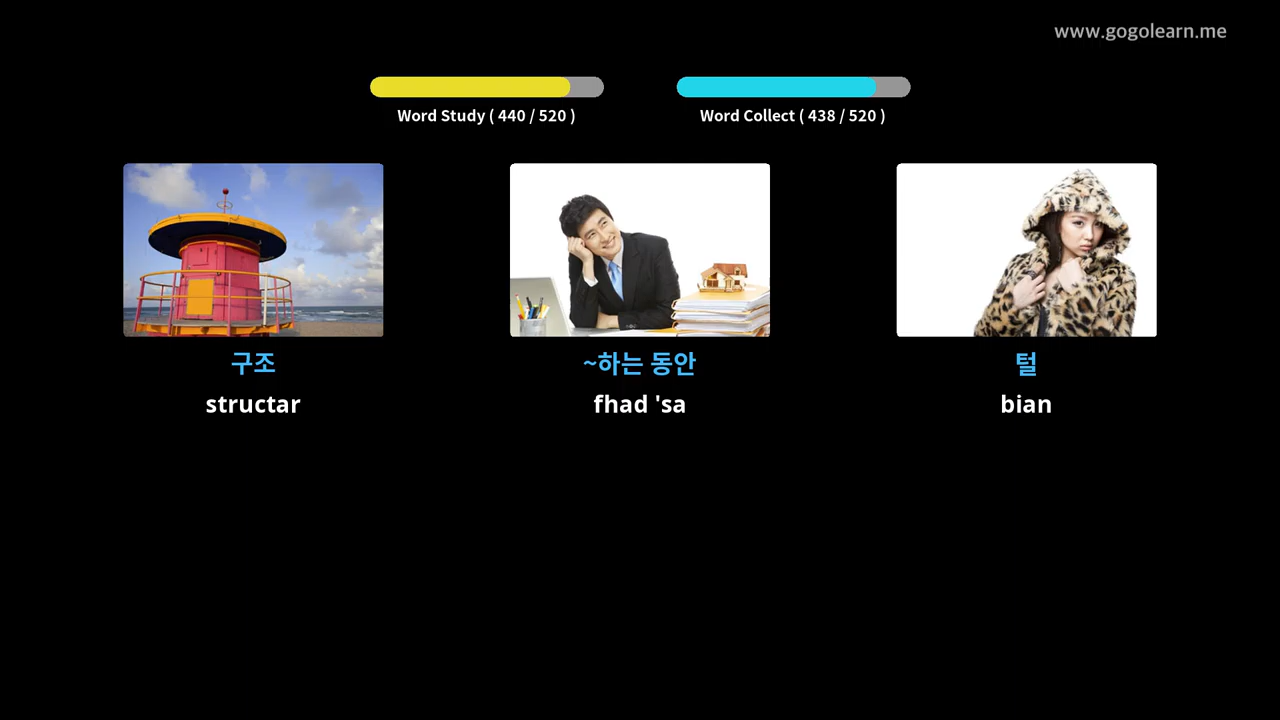 www.gogolearn.me
Word Study ( 440 / 520 )
Word Collect ( 438 / 520 )
구조
~하는 동안
털
structar
fhad 'sa
bian